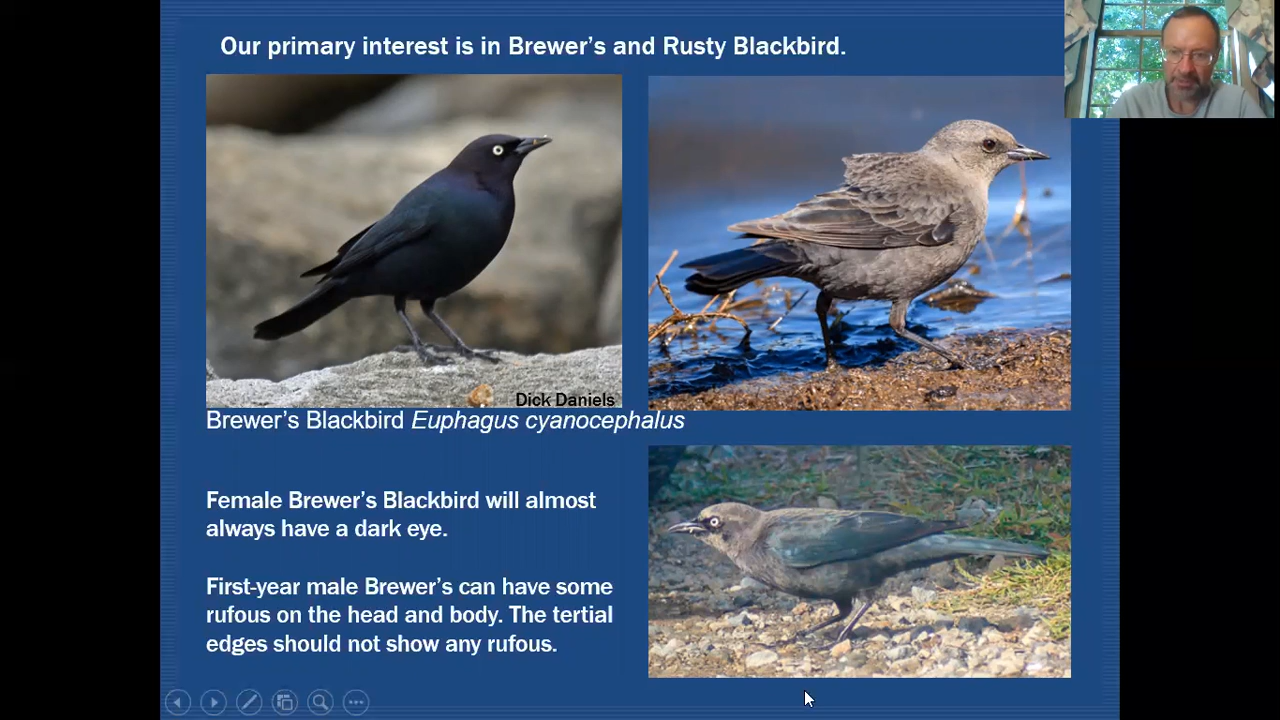 Our primary interest is in Brewer's and Rusty Blackbird.
Dick Daniels
Brewer's Blackbird Euphagus cyanocephalus
Female Brewer's Blackbird will almost
always have a dark eye.
First-year male Brewer's can have some
rufous on the head and body. The tertial
edges should not show any rufous.